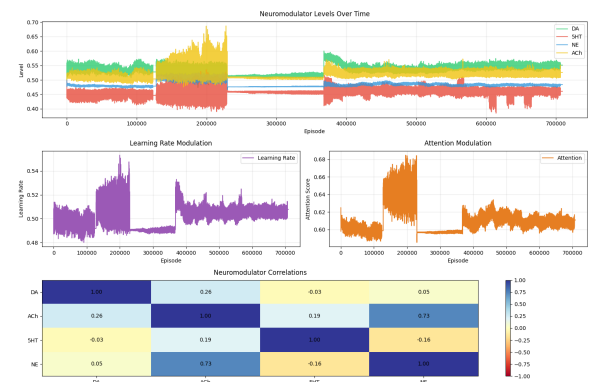 Neuromodulator Levels Over Time
0.70
0.65
0.60
0.55
0.50
0.45
0.40
Level
DA
5HT
NE
ACh
0 100000 200000 300000 400000 500000 600000 700000
Episode
Learning Rate Modulation
0.54
0.52
0.50
0.48
Learning Rate
Learning Rate
0 100000 200000 300000 400000 500000 600000 700000
Episode
Attention Modulation
0.68
0.66
0.64
0.62
0.60
Attention Score
Attention
0 100000 200000 300000 400000 500000 600000 700000
Episode
Neuromodulator Correlations
DA 1.00 0.26 -0.03 0.05
ACh 0.26 1.00 0.19 0.73
5HT -0.03 0.19 1.00 -0.16
NE 0.05 0.73 -0.16 1.00
DA ACh 5HT NE
1.00
0.75
0.50
0.25
0.00
−0.25
−0.50
−0.75
−1.00